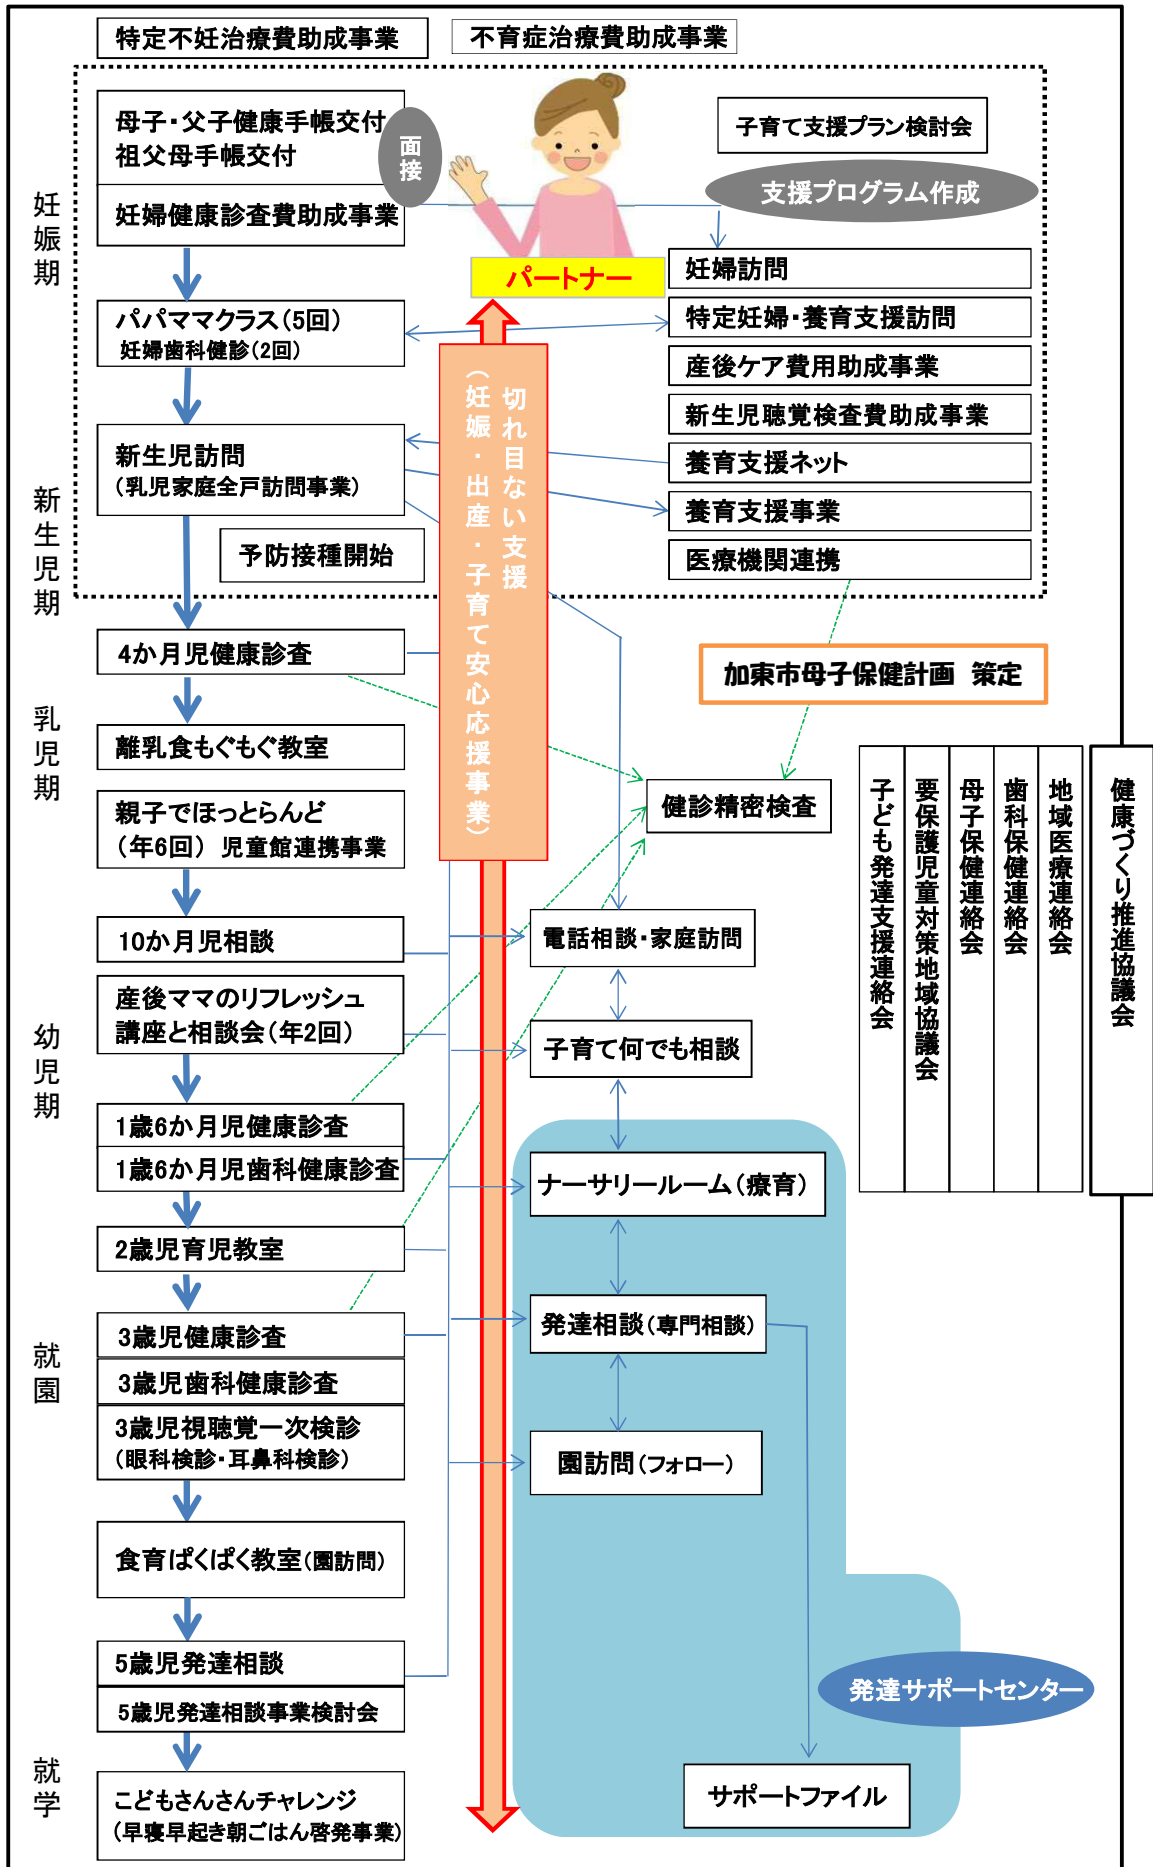 特定不妊治療費助成事業
不育症治療費助成事業
母子・父子健康手帳交付
祖父母手帳交付
面接
妊婦健康診査費助成事業
子育て支援プラン検討会
支援プログラム作成
妊娠期
パートナー
妊婦訪問
パパママクラス(5回)
妊婦歯科健診(2回)
特定妊婦・養育支援訪問
産後ケア費用助成事業
新生児聴覚検査費助成事業
養育支援ネット
養育支援事業
医療機関連携
切れ目ない支援
(妊娠・出産・子育て安心応援事業)
新生児期
新生児訪問
(乳児家庭全戸訪問事業)
予防接種開始
4か月児健康診査
加東市母子保健計画 策定
乳児期
離乳食もぐもぐ教室
親子でほっとらんど
(年6回) 児童館連携事業
健診精密検査
10か月児相談
電話相談・家庭訪問
産後ママのリフレッシュ
講座と相談会(年2回)
子育て何でも相談
幼児期
1歳6か月児健康診査
1歳6か月児歯科健康診査
ナーサリールーム(療育)
2歳児育児教室
3歳児健康診査
発達相談(専門相談)
就園
3歳児歯科健康診査
3歳児視聴覚一次検診
(眼科検診・耳鼻科検診)
園訪問(フォロー)
食育ぱくぱく教室(園訪問)
5歳児発達相談
5歳児発達相談事業検討会
発達サポートセンター
就学
こどもさんさんチャレンジ
(早寝早起き朝ごはん啓発事業)
サポートファイル
健康づくり推進協議会
地域医療連絡会
歯科保健連絡会
母子保健連絡会
要保護児童対策地域協議会
子ども発達支援連絡会